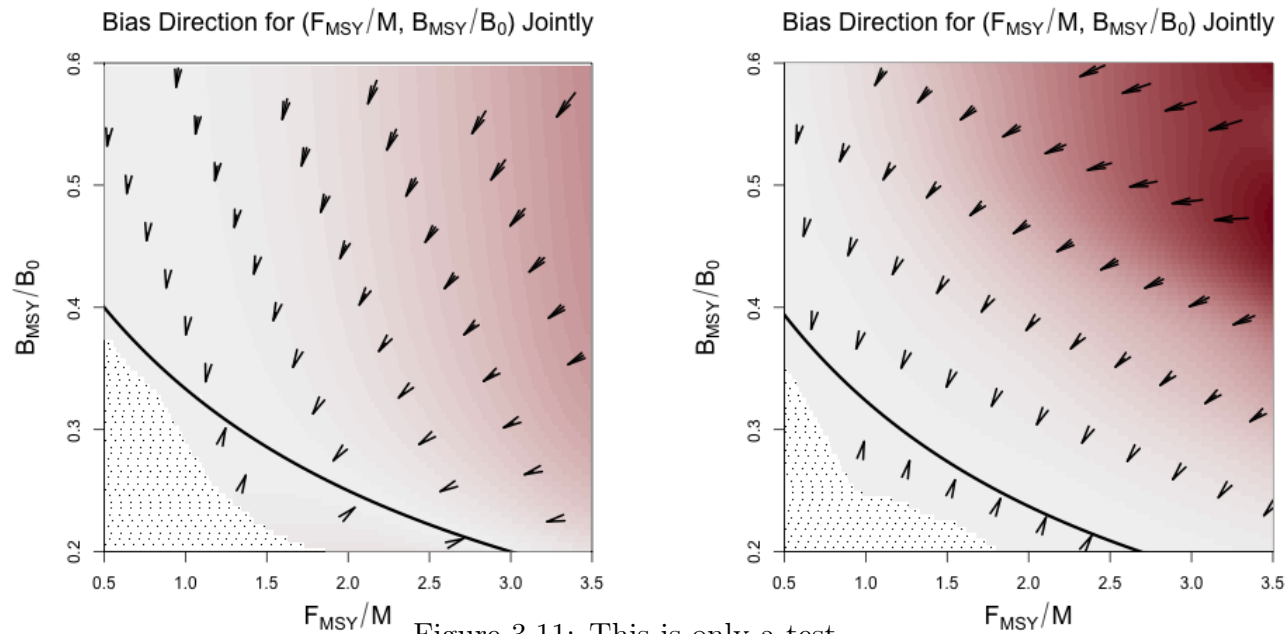 Bias Direction for (F_MSY/M, B_MSY/B_0) Jointly
Bias Direction for (F_MSY/M, B_MSY/B_0) Jointly
B_MSY/B_0
0.6
0.5
0.4
0.3
0.2
0.5 1.0 1.5 2.0 2.5 3.0 3.5
F_MSY/M
B_MSY/B_0
0.6
0.5
0.4
0.3
0.2
0.5 1.0 1.5 2.0 2.5 3.0 3.5
F_MSY/M
Figure 3.11: This is only a test